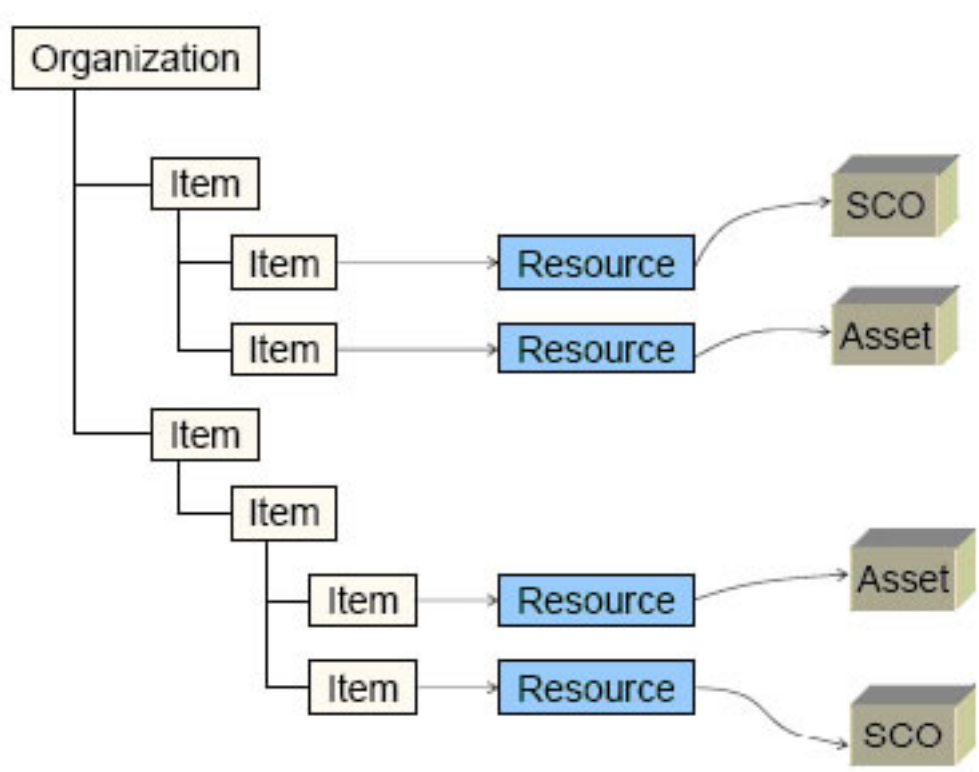 Organization
Item
SCO
Item
Resource
Item
Resource
Asset
Item
Item
Item
Resource
Asset
Item
Resource
SCO